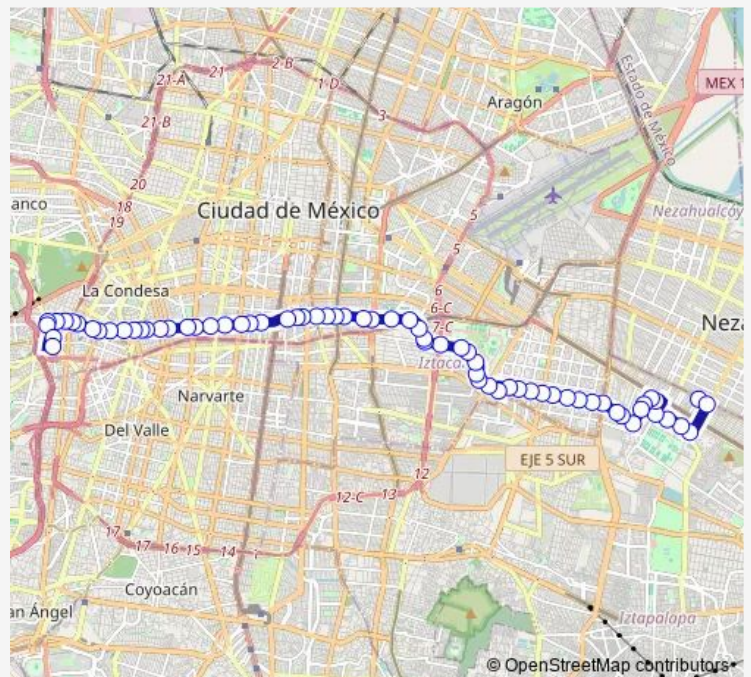 21-A
21
2-B
1-D
3
MEX 1
Estado de México
Aragón
21-B
20
18
19
anco
Ciudad de México
5
Nezahualcóy
5
6
La Condesa
6-C
7-C
Neza
Iztaca
Narvarte
Del Valle
EJE 5 SUR
12
12-C
13
17
17
16
15
14
Coyoacán
an Ángel
Iztapalapa
© OpenStreetMap contributors